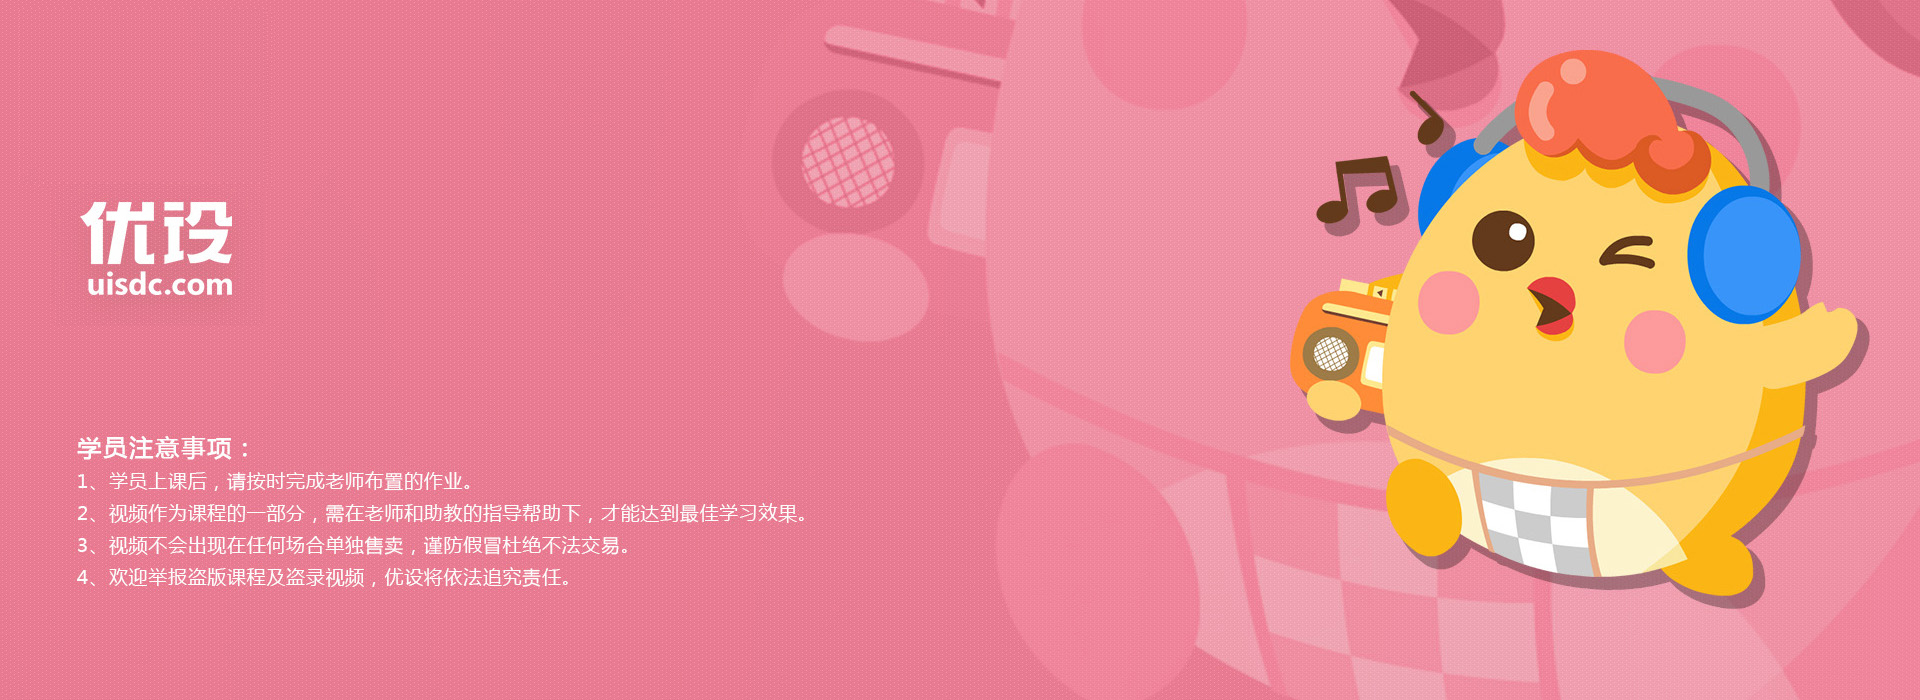 优设
uisdc.com
学员注意事项：
1、学员上课后，请按时完成老师布置的作业。
2、视频作为课程的一部分，需在老师和助教的指导帮助下，才能达到最佳学习效果。
3、视频不会出现在任何场合单独售卖，谨防假冒杜绝不法交易。
4、欢迎举报盗版课程及盗录视频，优设将依法追究责任。